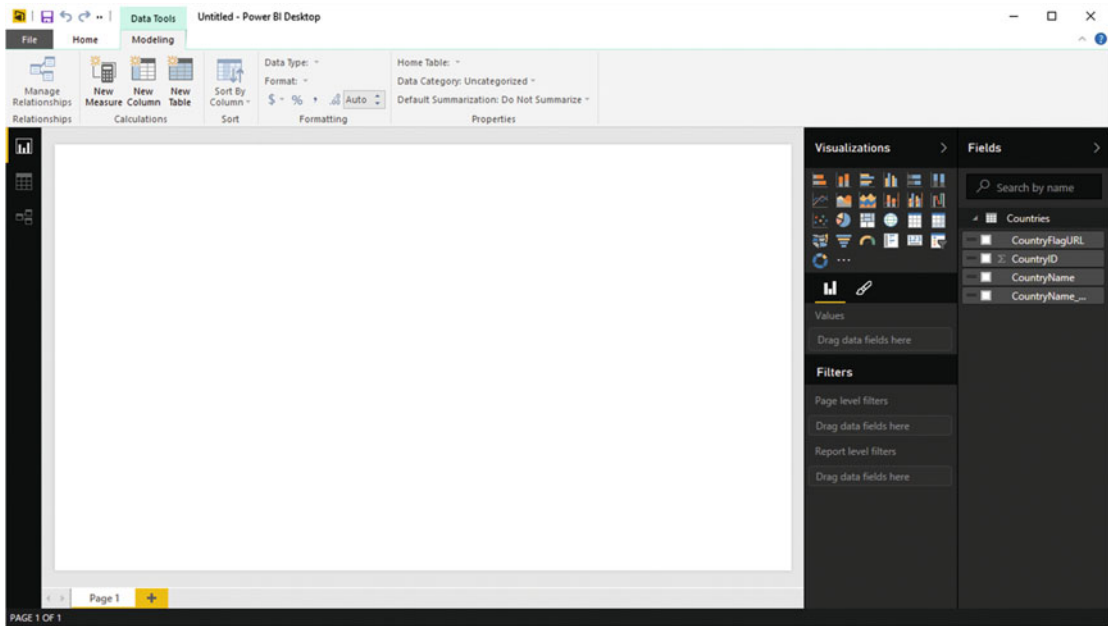 Data Tools
Untitled - Power BI Desktop
File
Home
Modeling
Manage
Relationships
New
Measure
New
Column
New
Table
Sort By
Column
Data Type:
Format:
$ % , Auto
Home Table:
Data Category: Uncategorized
Default Summarization: Do Not Summarize
Relationships
Calculations
Sort
Formatting
Properties
Visualizations
Values
Drag data fields here
Filters
Page level filters
Drag data fields here
Report level filters
Drag data fields here
Fields
Search by name
Countries
CountryFlagURL
Σ CountryID
CountryName
CountryName_...
Page 1
PAGE 1 OF 1